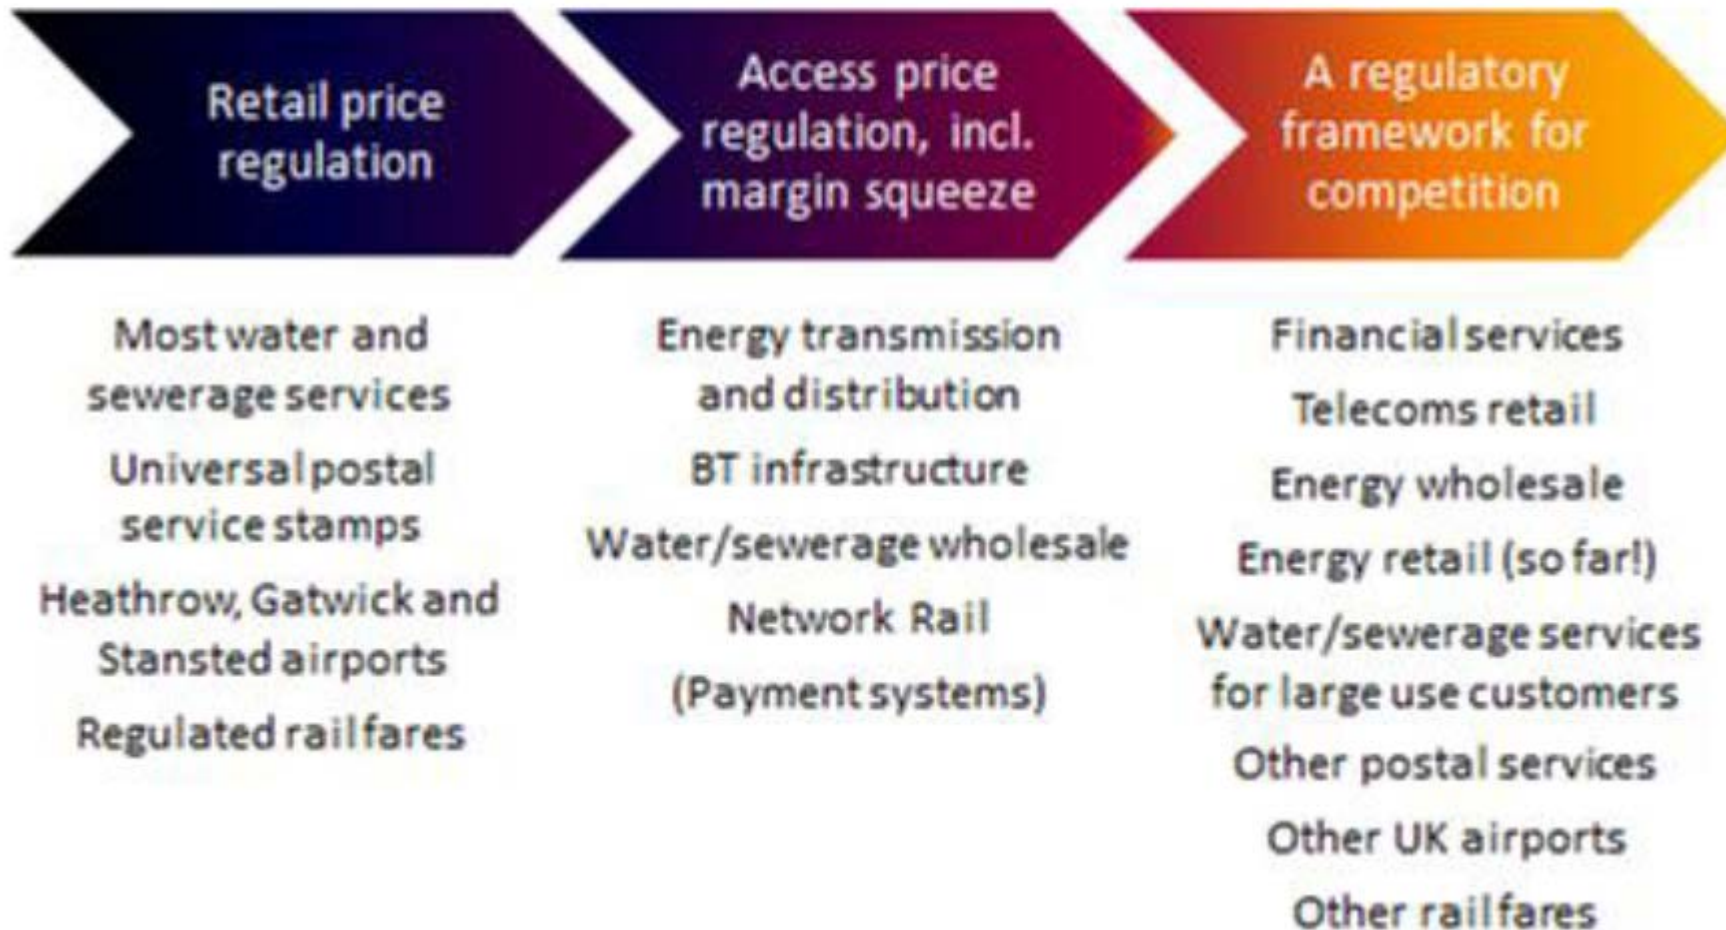 Retail price
regulation
Access price
regulation, incl.
margin squeeze
A regulatory
framework for
competition
Most water and
sewerage services
Universal postal
service stamps
Heathrow, Gatwick and
Stansted airports
Regulated rail fares
Energy transmission
and distribution
BT infrastructure
Water/sewerage wholesale
Network Rail
(Payment systems)
Financial services
Telecoms retail
Energy wholesale
Energy retail (so far!)
Water/sewerage services
for large use customers
Other postal services
Other UK airports
Other rail fares